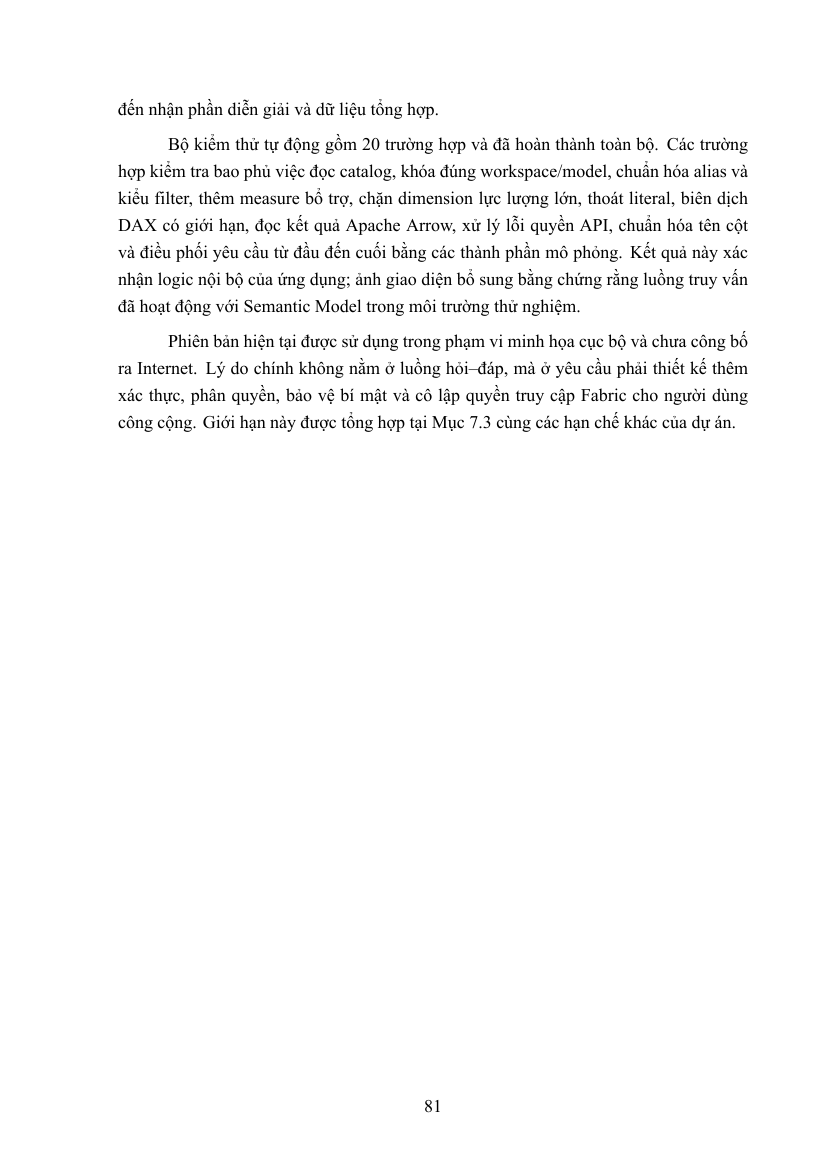 đến nhận phần diễn giải và dữ liệu tổng hợp.
Bộ kiểm thử tự động gồm 20 trường hợp và đã hoàn thành toàn bộ. Các trường
hợp kiểm tra bao phủ việc đọc catalog, khóa đúng workspace/model, chuẩn hóa alias và
kiểu filter, thêm measure bổ trợ, chặn dimension lực lượng lớn, thoát literal, biên dịch
DAX có giới hạn, đọc kết quả Apache Arrow, xử lý lỗi quyền API, chuẩn hóa tên cột
và điều phối yêu cầu từ đầu đến cuối bằng các thành phần mô phỏng. Kết quả này xác
nhận logic nội bộ của ứng dụng; ảnh giao diện bổ sung bằng chứng rằng luồng truy vấn
đã hoạt động với Semantic Model trong môi trường thử nghiệm.
Phiên bản hiện tại được sử dụng trong phạm vi minh họa cục bộ và chưa công bố
ra Internet. Lý do chính không nằm ở luồng hỏi–đáp, mà ở yêu cầu phải thiết kế thêm
xác thực, phân quyền, bảo vệ bí mật và cô lập quyền truy cập Fabric cho người dùng
công cộng. Giới hạn này được tổng hợp tại Mục 7.3 cùng các hạn chế khác của dự án.
81